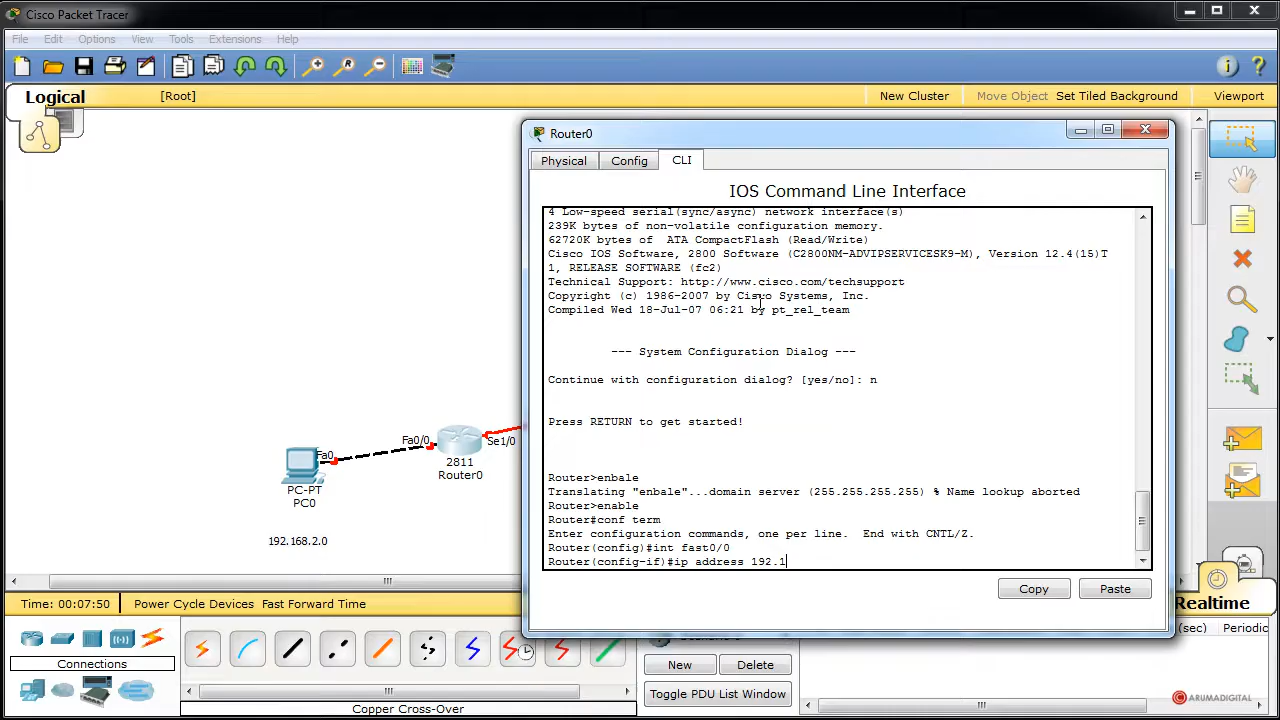 Cisco Packet Tracer
File Edit Options View Tools Extensions Help
Logical [Root] New Cluster Move Object Set Tiled Background Viewport
Router0
Physical Config CLI
IOS Command Line Interface
4 Low-speed serial(sync/async) network interface(s)
239K bytes of non-volatile configuration memory.
62720K bytes of ATA CompactFlash (Read/Write)
Cisco IOS Software, 2800 Software (C2800NM-ADVIPSERVICESK9-M), Version 12.4(15)T
1, RELEASE SOFTWARE (fc2)
Technical Support: http://www.cisco.com/techsupport
Copyright (c) 1986-2007 by Cisco Systems, Inc.
Compiled Wed 18-Jul-07 06:21 by pt_rel_team
--- System Configuration Dialog ---
Continue with configuration dialog? [yes/no]: n
Press RETURN to get started!
Router>enbale
Translating "enbale"...domain server (255.255.255.255) % Name lookup aborted
Router>enable
Router#conf term
Enter configuration commands, one per line. End with CNTL/Z.
Router(config)#int fast0/0
Router(config-if)#ip address 192.1
Copy Paste
Fa0/0 Se1/0
Fa0
2811
Router0
PC-PT
PC0
192.168.2.0
Time: 00:07:50 Power Cycle Devices Fast Forward Time Realtime
Connections
(sec) Periodic
New Delete
Toggle PDU List Window
Copper Cross-Over
CARUMADIGITAL